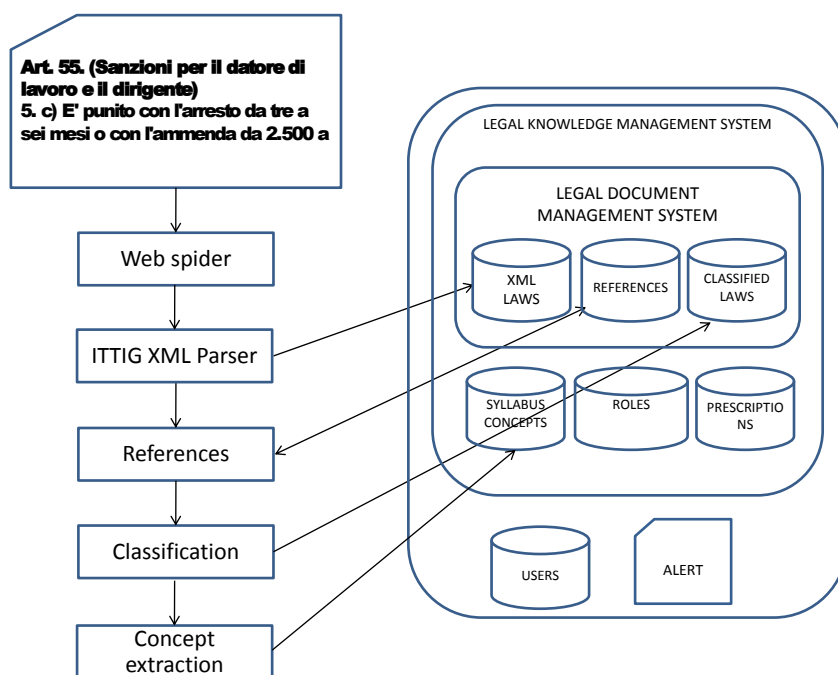 Art. 55. (Sanzioni per il datore di
lavoro e il dirigente)
5. c) E' punito con l'arresto da tre a
sei mesi o con l'ammenda da 2.500 a
Web spider
ITTIG XML Parser
References
Classification
Concept
extraction
LEGAL KNOWLEDGE MANAGEMENT SYSTEM
LEGAL DOCUMENT
MANAGEMENT SYSTEM
XML
LAWS
REFERENCES
CLASSIFIED
LAWS
SYLLABUS
CONCEPTS
ROLES
PRESCRIPTIO
NS
USERS
ALERT